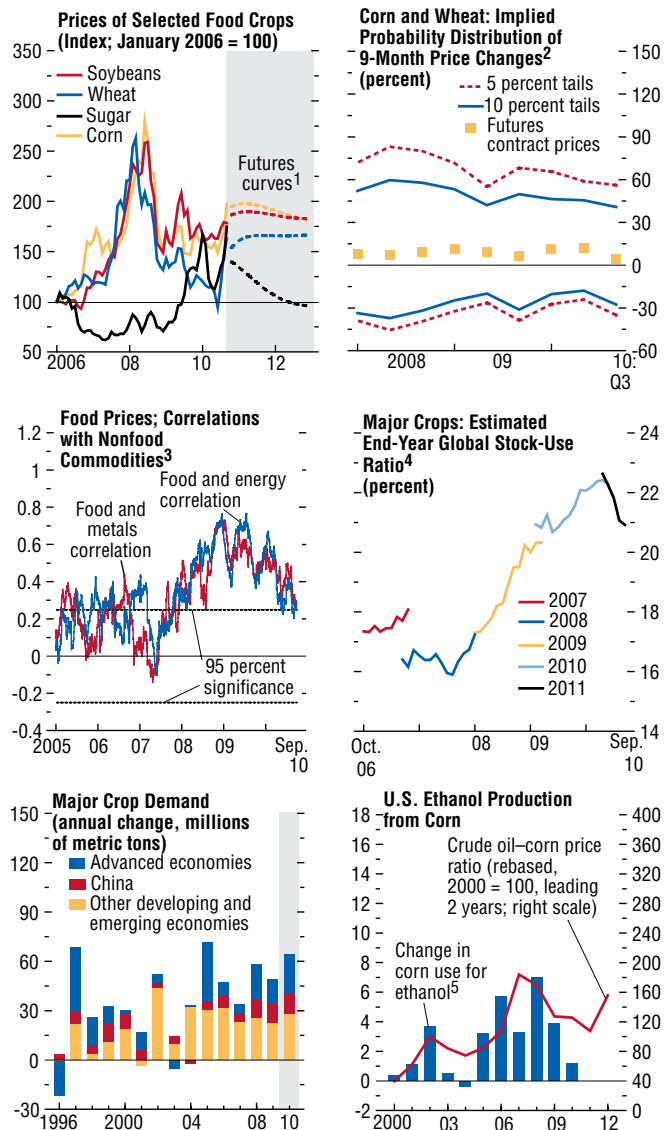 Prices of Selected Food Crops
(Index; January 2006 = 100)
Soybeans
Wheat
Sugar
Corn
Futures
curves1
350
300
250
200
150
100
50
2006
08
10
12
Corn and Wheat: Implied
Probability Distribution of
9-Month Price Changes2
(percent)
5 percent tails
10 percent tails
Futures
contract prices
150
120
90
60
30
0
-30
-60
2008
09
10:
Q3
Food Prices; Correlations
with Nonfood
Commodities3
Food and energy
correlation
Food and
metals
correlation
95 percent
significance
1.2
1
0.8
0.6
0.4
0.2
0
-0.2
-0.4
2005
06
07
08
09
Sep.
10
Major Crops: Estimated
End-Year Global Stock-Use
Ratio4
(percent)
2007
2008
2009
2010
2011
24
22
20
18
16
14
Oct.
06
08
09
Sep.
10
Major Crop Demand
(annual change, millions
of metric tons)
Advanced economies
China
Other developing and
emerging economies
150
120
90
60
30
0
-30
1996
2000
04
08
10
U.S. Ethanol Production
from Corn
Crude oil–corn price
ratio (rebased,
2000 = 100, leading
2 years; right scale)
Change in
corn use for
ethanol5
18
16
14
12
10
8
6
4
2
0
-2
400
360
320
280
240
200
160
120
80
40
0
2000
03
06
09
12